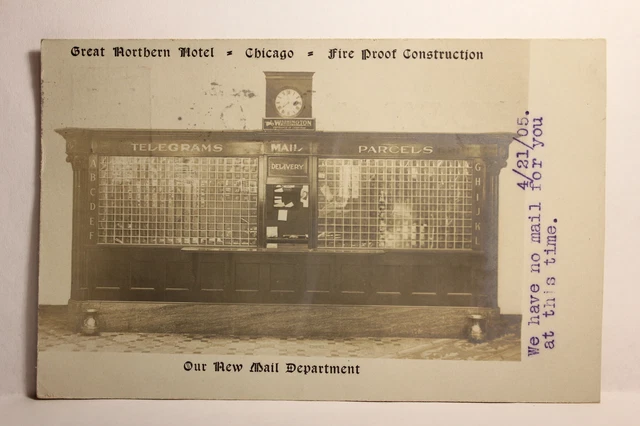 Great Northern Hotel = Chicago = Fire Proof Construction
TELEGRAMS
MAIL
PARCELS
DELIVERY
A
B
C
D
E
F
G
H
I
J
K
L
Our New Mail Department
4/21/05.
We have no mail for you
at this time.